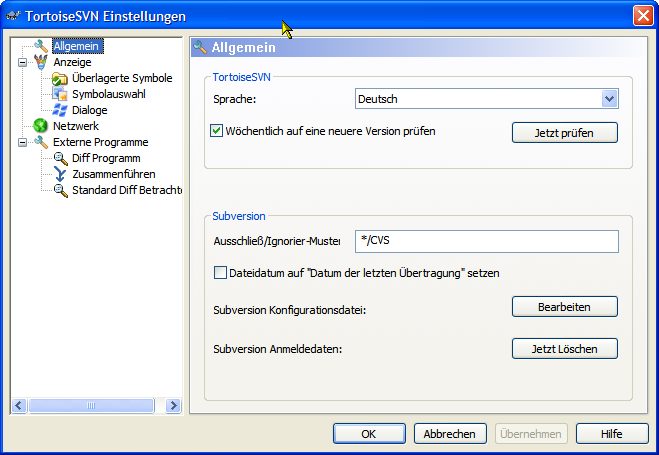 TortoiseSVN Einstellungen
Allgemein
Anzeige
Überlagerte Symbole
Symbolauswahl
Dialoge
Netzwerk
Externe Programme
Diff Programm
Zusammenführen
Standard Diff Betrachte
Allgemein
TortoiseSVN
Sprache: Deutsch
Wöchentlich auf eine neuere Version prüfen Jetzt prüfen
Subversion
Ausschließ/Ignorier-Muster */CVS
Dateidatum auf "Datum der letzten Übertragung" setzen
Subversion Konfigurationsdatei: Bearbeiten
Subversion Anmeldedaten: Jetzt Löschen
OK Abbrechen Übernehmen Hilfe